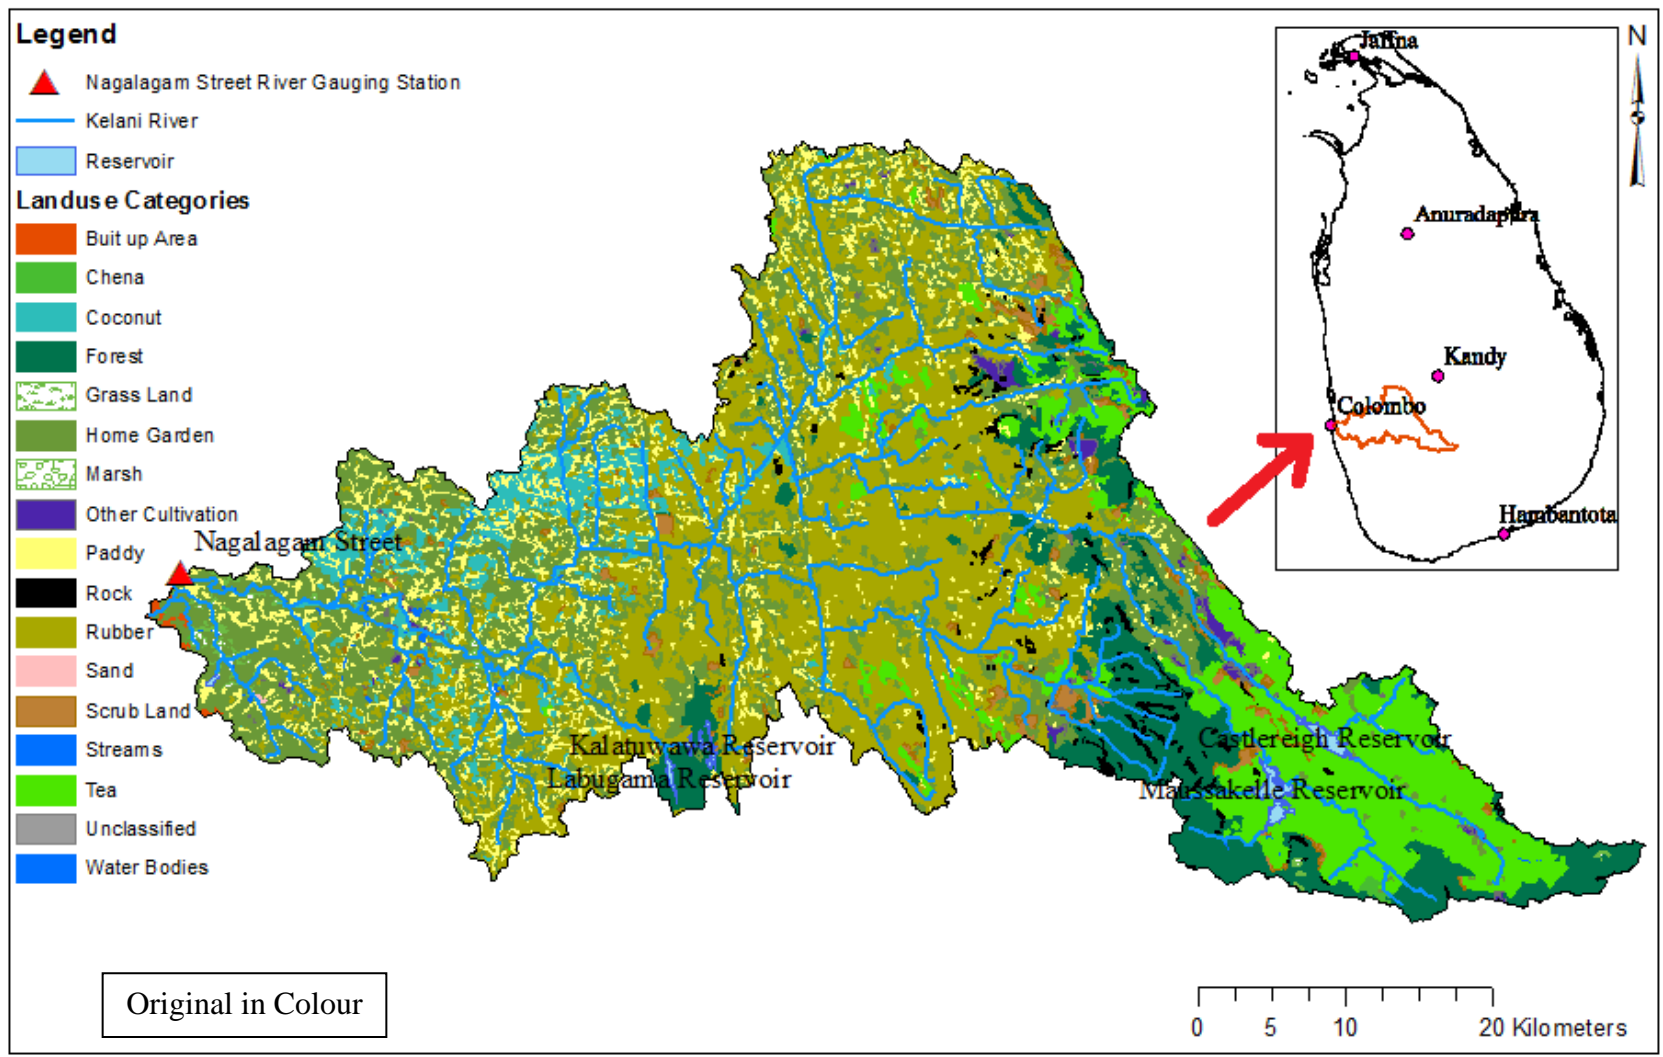 Legend
Nagalagam Street River Gauging Station
Kelani River
Reservoir
Landuse Categories
Buit up Area
Chena
Coconut
Forest
Grass Land
Home Garden
Marsh
Other Cultivation
Paddy
Rock
Rubber
Sand
Scrub Land
Streams
Tea
Unclassified
Water Bodies
Original in Colour
Nagalagam Street
Kalatuwawa Reservoir
Labugama Reservoir
Castlereigh Reservoir
Maussakelle Reservoir
Jaffna
Anuradapura
Kandy
Colombo
Hambantota
N
0 5 10 20 Kilometers